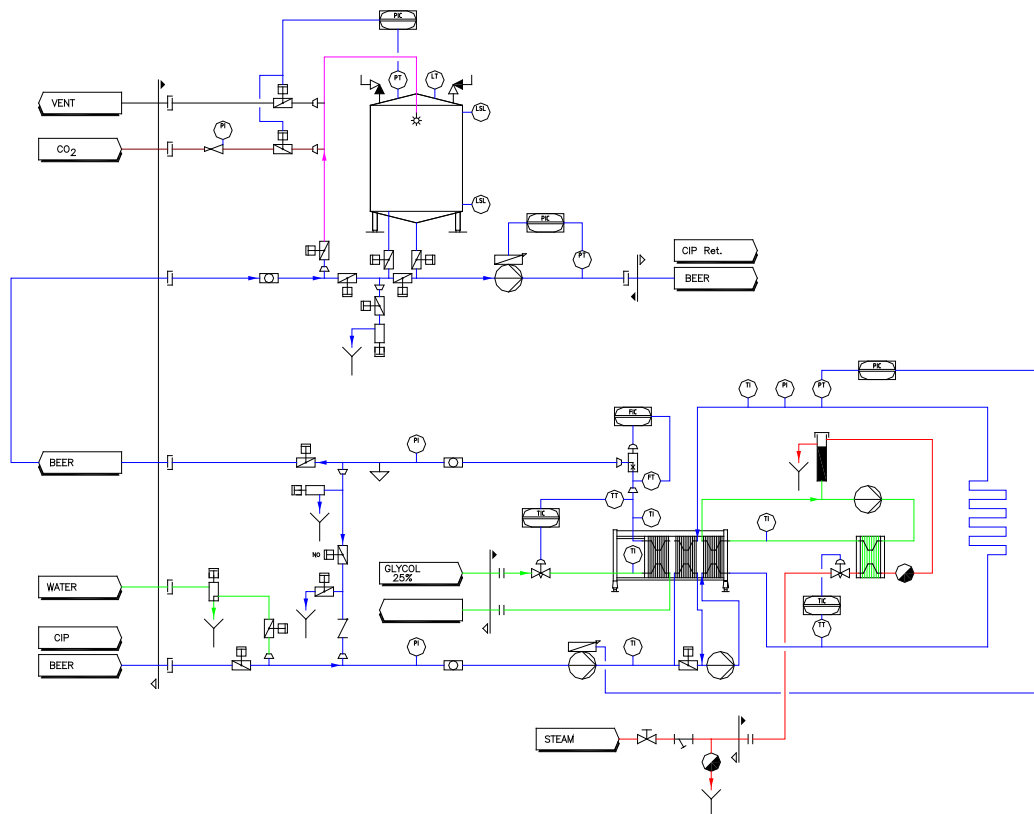 PIC
PT
LT
VENT
LSL
PI
CO2
LSL
PIC
CIP Ret.
PT
BEER
PIC
TI
PI
PT
FIC
PI
BEER
FT
TT
TIC
TI
TI
NO
TI
GLYCOL
25%
WATER
TIC
TT
CIP
PI
TI
BEER
STEAM